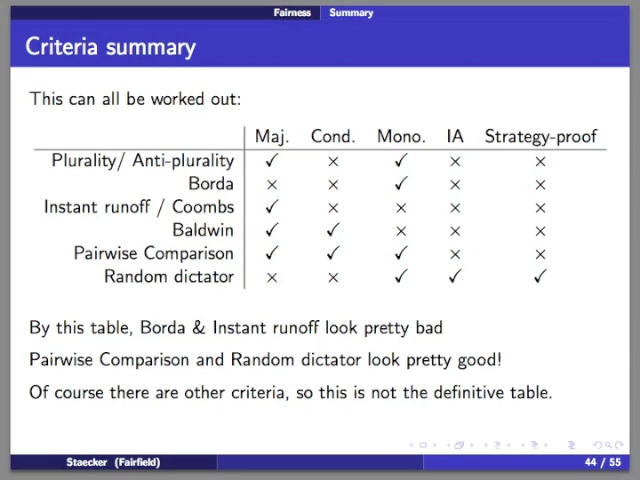 Fairness Summary
Criteria summary
This can all be worked out:
Maj. Cond. Mono. IA Strategy-proof
Plurality/ Anti-plurality ✓ × ✓ × ×
Borda × × ✓ × ×
Instant runoff / Coombs ✓ × × × ×
Baldwin ✓ ✓ × × ×
Pairwise Comparison ✓ ✓ ✓ × ×
Random dictator × × ✓ ✓ ✓
By this table, Borda & Instant runoff look pretty bad
Pairwise Comparison and Random dictator look pretty good!
Of course there are other criteria, so this is not the definitive table.
Staecker (Fairfield) 44 / 55